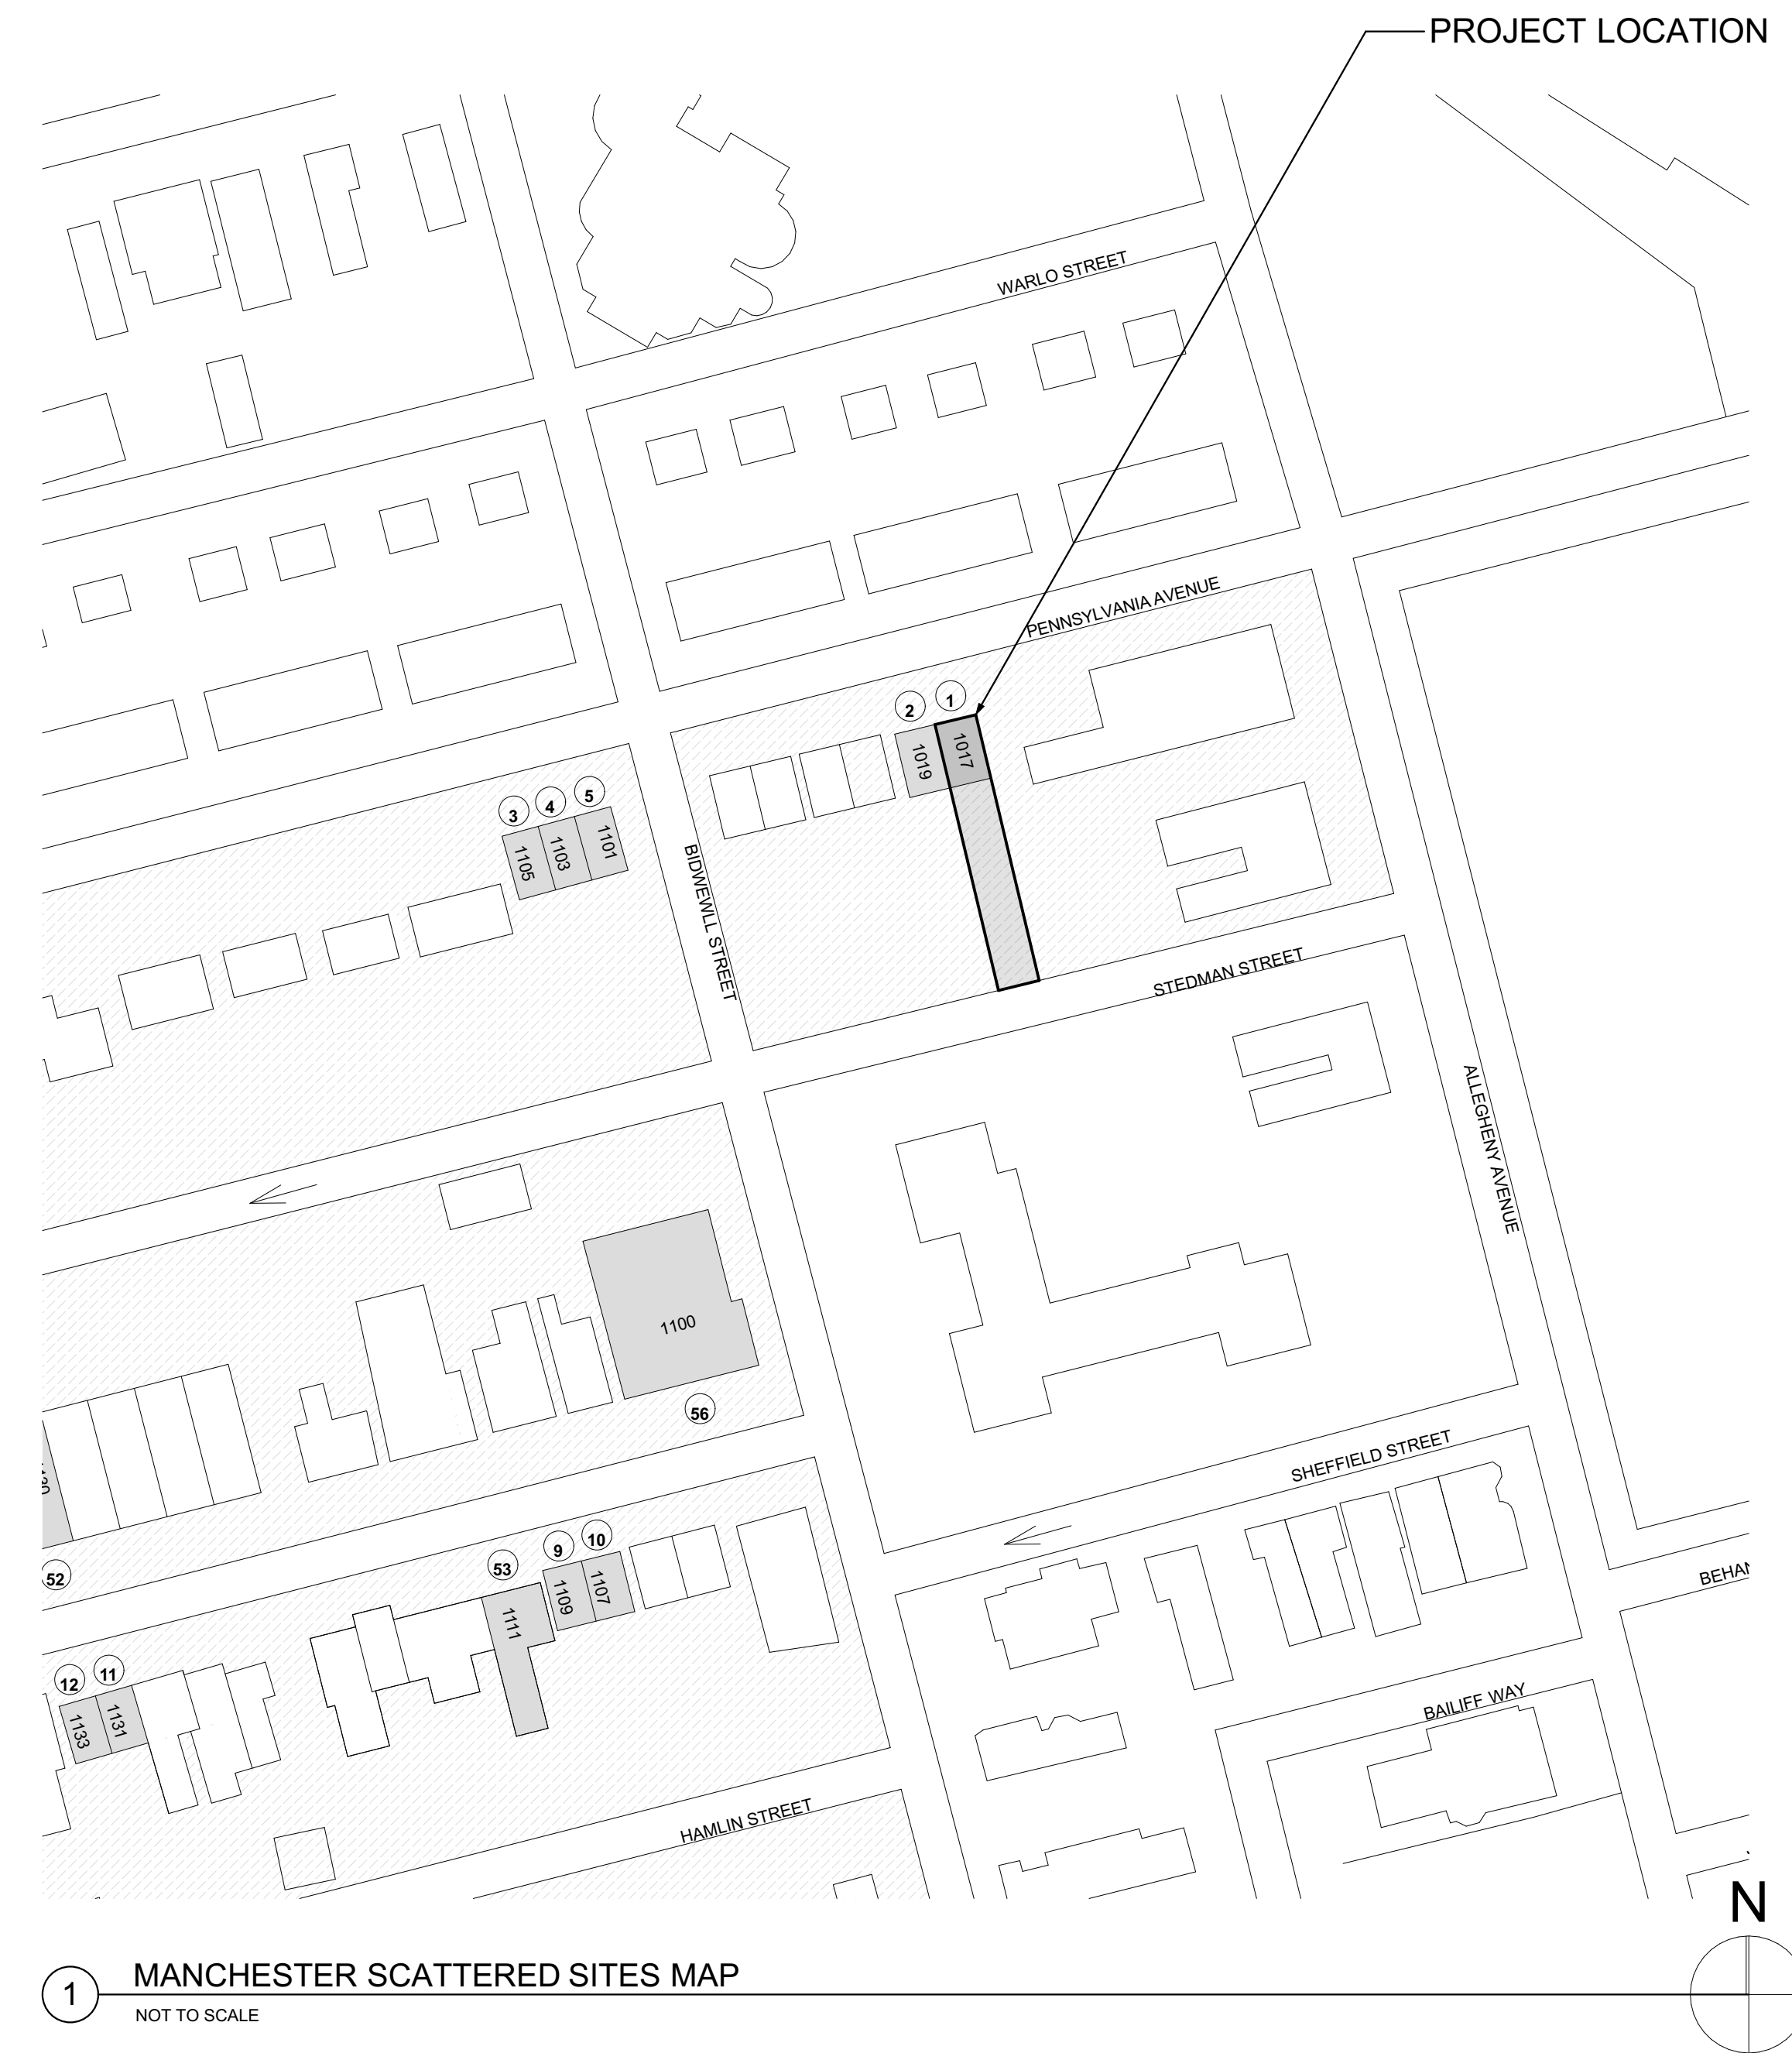 PROJECT LOCATION
WARLO STREET
PENNSYLVANIA AVENUE
1
2
1017
1019
5
4
3
1101
1103
1105
BIDWEWLL STREET
STEDMAN STREET
ALLEGHENY AVENUE
1100
56
SHEFFIELD STREET
52
10
9
53
1107
1109
1111
BEHAN
11
12
1131
1133
BAILIFF WAY
HAMLIN STREET
N
1
MANCHESTER SCATTERED SITES MAP
NOT TO SCALE